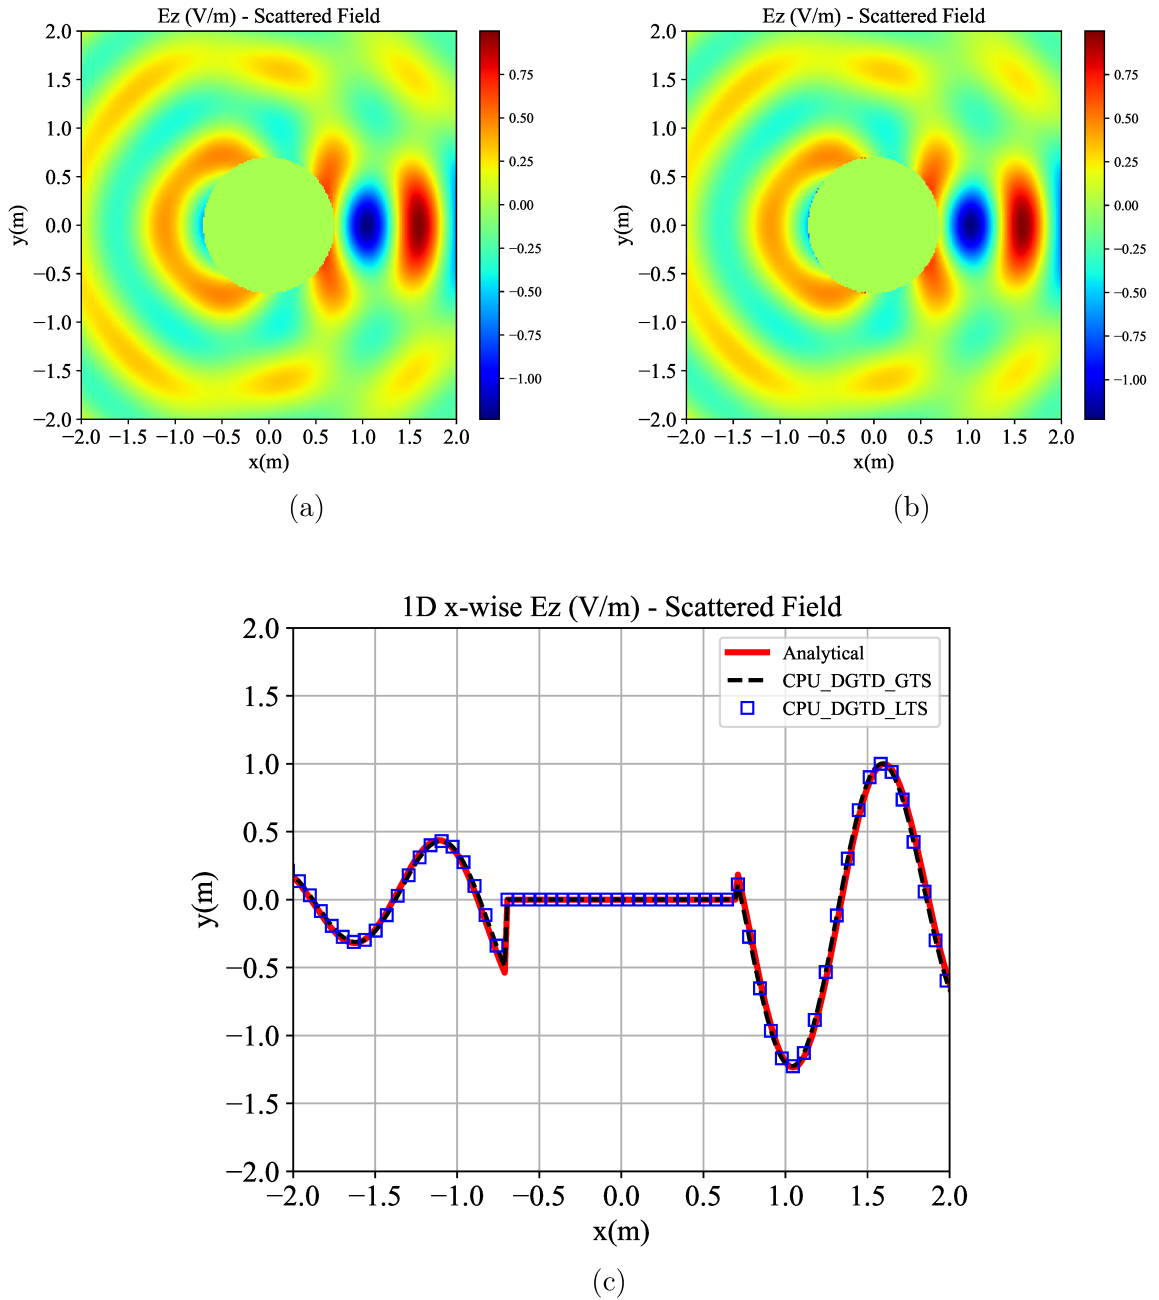 Ez (V/m) - Scattered Field
2.0
1.5
1.0
0.5
0.0
−0.5
−1.0
−1.5
−2.0
y(m)
−2.0 −1.5 −1.0 −0.5 0.0 0.5 1.0 1.5 2.0
x(m)
0.75
0.50
0.25
0.00
−0.25
−0.50
−0.75
−1.00
(a)
Ez (V/m) - Scattered Field
2.0
1.5
1.0
0.5
0.0
−0.5
−1.0
−1.5
−2.0
y(m)
−2.0 −1.5 −1.0 −0.5 0.0 0.5 1.0 1.5 2.0
x(m)
0.75
0.50
0.25
0.00
−0.25
−0.50
−0.75
−1.00
(b)
1D x-wise Ez (V/m) - Scattered Field
2.0
1.5
1.0
0.5
0.0
−0.5
−1.0
−1.5
−2.0
y(m)
Analytical
CPU_DGTD_GTS
CPU_DGTD_LTS
−2.0 −1.5 −1.0 −0.5 0.0 0.5 1.0 1.5 2.0
x(m)
(c)